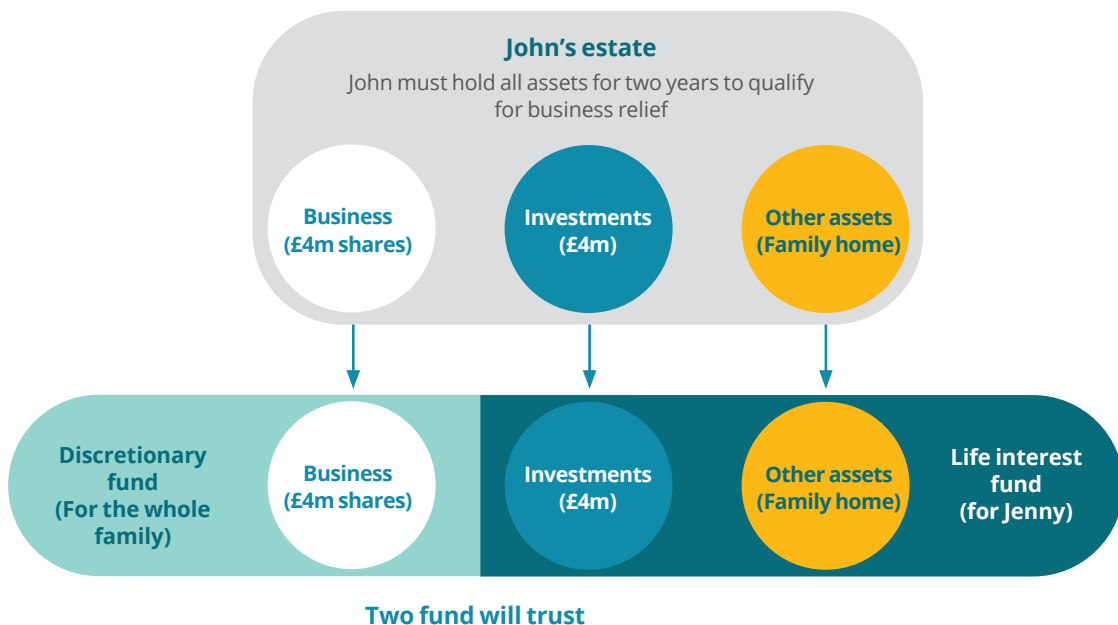 John’s estate
John must hold all assets for two years to qualify
for business relief
Business
(£4m shares)
Investments
(£4m)
Other assets
(Family home)
Discretionary
fund
(For the whole
family)
Business
(£4m shares)
Investments
(£4m)
Other assets
(Family home)
Life interest
fund
(for Jenny)
Two fund will trust